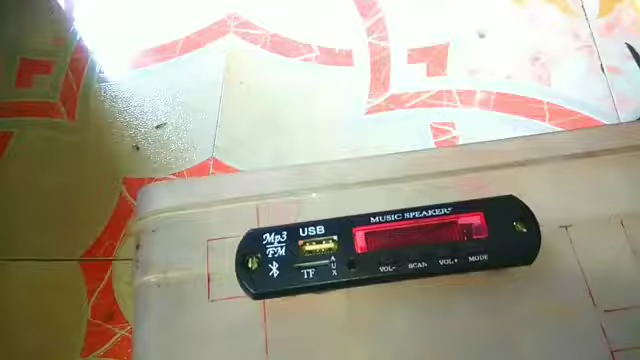 MUSIC SPEAKER
USB
Mp3
FM
TF
AUX
VOL-
SCAN
VOL+
MODE